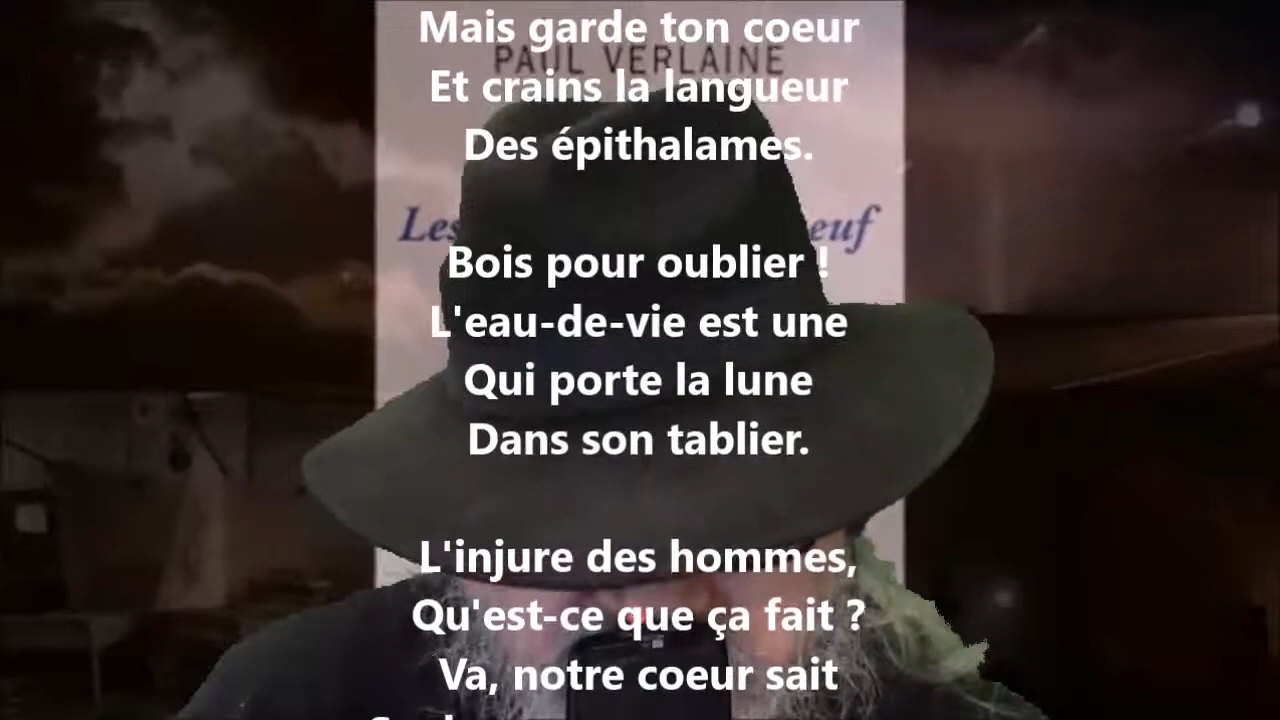 Mais garde ton coeur
PAUL VERLAINE
Et crains la langueur
Des épithalames.
Les
euf
Bois pour oublier !
L'eau-de-vie est une
Qui porte la lune
Dans son tablier.
L'injure des hommes,
Qu'est-ce que ça fait ?
Va, notre coeur sait